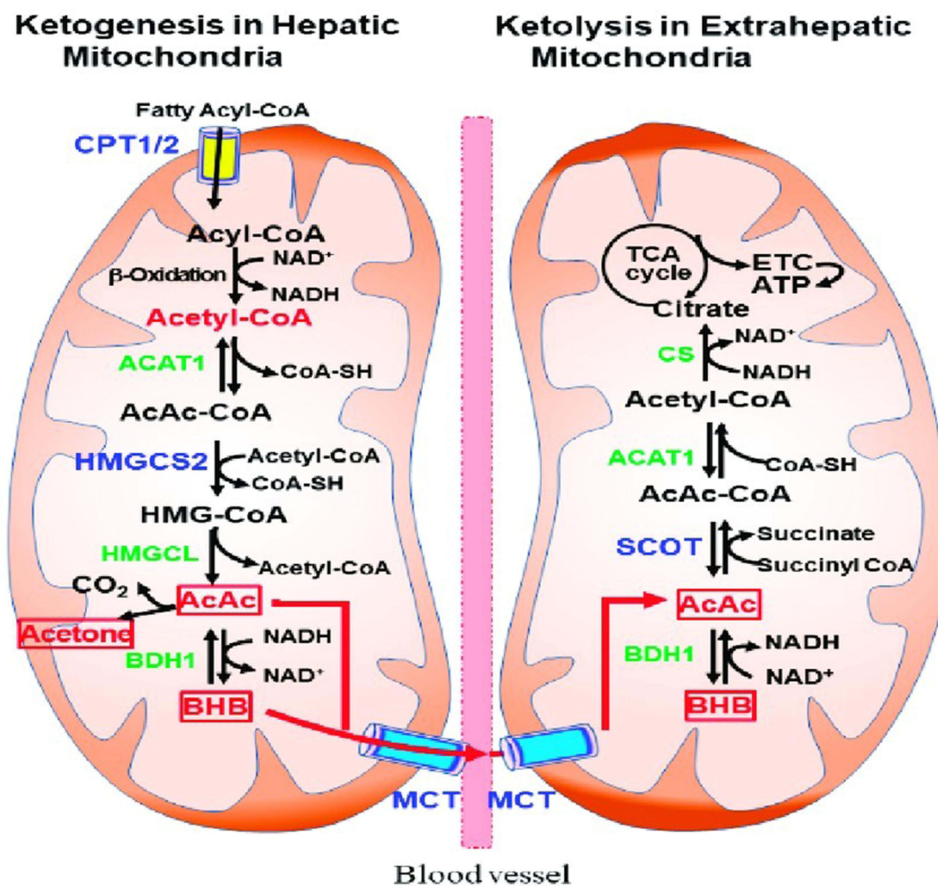 Ketogenesis in Hepatic
Mitochondria
Fatty Acyl-CoA
CPT1/2
Acyl-CoA
β-Oxidation
NAD⁺
NADH
Acetyl-CoA
ACAT1
CoA-SH
AcAc-CoA
HMGCS2
Acetyl-CoA
CoA-SH
HMG-CoA
HMGCL
Acetyl-CoA
CO₂
AcAc
Acetone
BDH1
NADH
NAD⁺
BHB
MCT
Ketolysis in Extrahepatic
Mitochondria
TCA
cycle
ETC
ATP
Citrate
CS
NAD⁺
NADH
Acetyl-CoA
ACAT1
CoA-SH
AcAc-CoA
SCOT
Succinate
Succinyl CoA
AcAc
BDH1
NADH
NAD⁺
BHB
MCT
Blood vessel